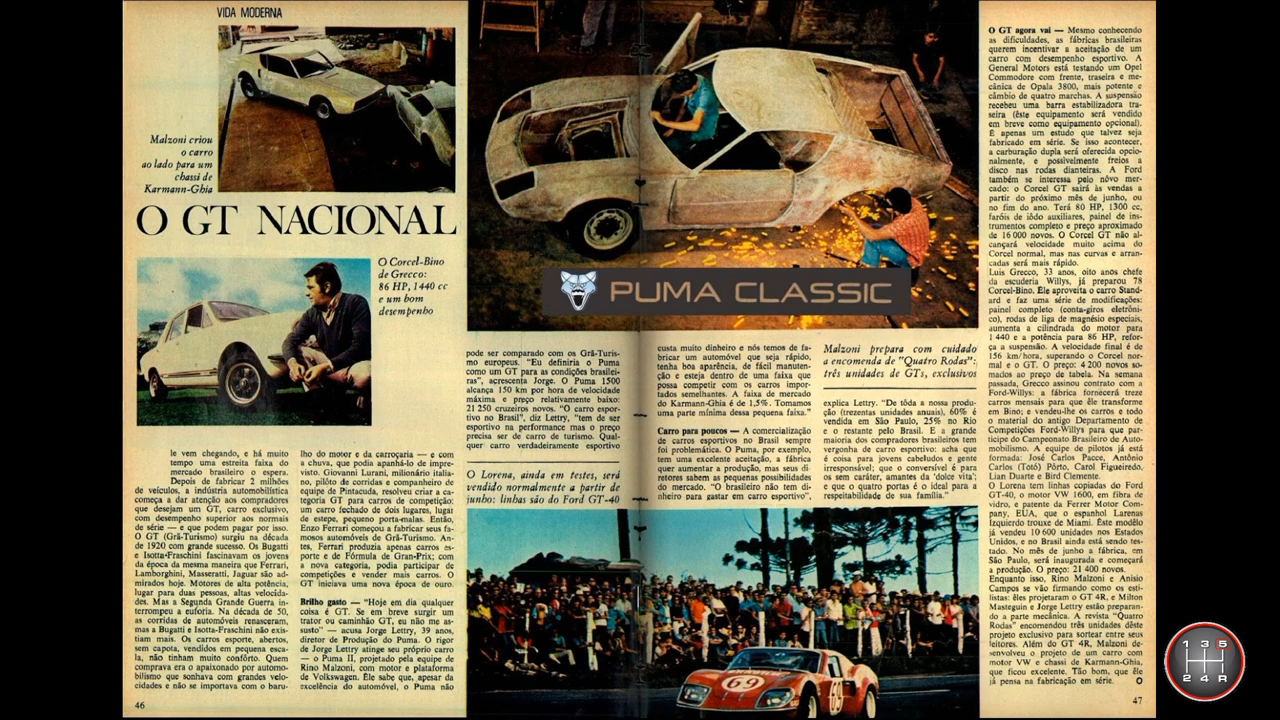 VIDA MODERNA
Malzoni criou
o carro
ao lado para um
chassi de
Karmann-Ghia
O GT NACIONAL
O Corcel-Bino
de Grecco:
86 HP, 1440 cc
e um bom
desempenho
le vem chegando, e há muito
tempo uma estreita faixa do
mercado brasileiro o espera.
Depois de fabricar 2 milhões
de veículos, a indústria automobilística
começa a dar atenção aos compradores
que desejam um GT, carro exclusivo,
com desempenho superior aos normais
de série — e que podem pagar por isso.
O GT (Grã-Turismo) surgiu na década
de 1920 com grande sucesso. Os Bugatti
e Isotta-Fraschini fascinavam os jovens
da época da mesma maneira que Ferrari,
Lamborghini, Masseratti, Jaguar são ad-
mirados hoje. Motores de alta potência,
lugar para duas pessoas, altas velocida-
des. Mas a Segunda Grande Guerra in-
terrompeu a euforia. Na década de 50,
as corridas de automóveis renasceram,
mas a Bugatti e Isotta-Fraschini não exis-
tiam mais. Os carros esporte, abertos,
sem capota, vendidos em pequena esca-
la, não tinham muito confôrto. Quem
comprava era o apaixonado por automo-
bilismo que sonhava com grandes velo-
cidades e não se importava com o baru-
46
lho do motor e da carroçaria — e com
a chuva, que podia apanhá-lo de impre-
visto. Giovanni Lurani, milionário italia-
no, pilôto de corridas e companheiro de
equipe de Pintacuda, resolveu criar a ca-
tegoria GT para carros de competição:
um carro fechado de dois lugares, lugar
de estepe, pequeno porta-malas. Então,
Enzo Ferrari começou a fabricar seus fa-
mosos automóveis de Grã-Turismo. An-
tes, Ferrari produzia apenas carros es-
porte e de Fórmula de Gran-Prix; com
a nova categoria, podia participar de
competições e vender mais carros. O
GT iniciava uma nova época de ouro.
Brilho gasto — “Hoje em dia qualquer
coisa é GT. Se em breve surgir um
trator ou caminhão GT, eu não me as-
susto” — acusa Jorge Lettry, 39 anos,
diretor de Produção do Puma. O rigor
de Jorge Lettry atinge seu próprio carro
— o Puma II, projetado pela equipe de
Rino Malzoni, com motor e plataforma
de Volkswagen. Êle sabe que, apesar da
excelência do automóvel, o Puma não
PUMA CLASSIC
pode ser comparado com os Grã-Turis-
mo europeus. “Eu definiria o Puma
como um GT para as condições brasilei-
ras”, acrescenta Jorge. O Puma 1500
alcança 150 km por hora de velocidade
máxima e preço relativamente baixo:
21 250 cruzeiros novos. “O carro espor-
tivo no Brasil”, diz Lettry, “tem de ser
esportivo na performance mas o preço
precisa ser de carro de turismo. Qual-
quer carro verdadeiramente esportivo
O Lorena, ainda em testes, será
vendido normalmente a partir de
junho: linhas são do Ford GT-40
custa muito dinheiro e nós temos de fa-
bricar um automóvel que seja rápido,
tenha boa aparência, de fácil manuten-
ção e esteja dentro de uma faixa que
possa competir com os carros impor-
tados semelhantes. A faixa de mercado
do Karmann-Ghia é de 1,5%. Tomamos
uma parte mínima dessa pequena faixa.”
Carro para poucos — A comercialização
de carros esportivos no Brasil sempre
foi problemática. O Puma, por exemplo,
tem uma excelente aceitação, a fábrica
quer aumentar a produção, mas seus di-
retores sabem as pequenas possibilidades
do mercado. “O brasileiro não tem di-
nheiro para gastar em carro esportivo”,
Malzoni prepara com cuidado
a encomenda de "Quatro Rodas":
três unidades de GTs, exclusivos
explica Lettry. “De tôda a nossa produ-
ção (trezentas unidades anuais), 60% é
vendida em São Paulo, 25% no Rio
e o restante pelo Brasil. E a grande
maioria dos compradores brasileiros tem
vergonha de carro esportivo: acha que
é coisa para jovens cabeludos e gente
irresponsável; que o conversível é para
os sem caráter, amantes da ‘dolce vita’;
e que o quatro portas é o ideal para a
respeitabilidade de sua família.”
69
69
O GT agora vai — Mesmo conhecendo
as dificuldades, as fábricas brasileiras
querem incentivar a aceitação de um
carro com desempenho esportivo. A
General Motors está testando um Opel
Commodore com frente, traseira e me-
cânica de Opala 3800, mais potente e
câmbio de quatro marchas. A suspensão
recebeu uma barra estabilizadora tra-
seira (êste equipamento será vendido
em breve como equipamento opcional).
É apenas um estudo que talvez seja
fabricado em série. Se isso acontecer,
a carburação dupla será oferecida opcio-
nalmente, e possìvelmente freios a
disco nas rodas dianteiras. A Ford
também se interessa pelo nôvo mer-
cado: o Corcel GT sairá às vendas a
partir do próximo mês de junho, ou
no fim do ano. Terá 80 HP, 1300 cc,
faróis de iôdo auxiliares, painel de ins-
trumentos completo e preço aproximado
de 16 000 novos. O Corcel GT não al-
cançará velocidade muito acima do
Corcel normal, mas nas curvas e arran-
cadas será mais rápido.
Luís Grecco, 33 anos, oito anos chefe
da escuderia Willys, já preparou 78
Corcel-Bino. Êle aproveita o carro Stand-
ard e faz uma série de modificações:
painel completo (conta-giros eletrôni-
co), rodas de liga de magnésio especiais,
aumenta a cilindrada do motor para
1 440 e a potência para 86 HP, refor-
ça a suspensão. A velocidade final é de
156 km/hora, superando o Corcel nor-
mal e o GT. O preço: 4 200 novos so-
mados ao preço de tabela. Na semana
passada, Grecco assinou contrato com a
Ford-Willys: a fábrica fornecerá treze
carros mensais para que êle transforme
em Bino; e vendeu-lhe os carros e todo
o material do antigo Departamento de
Competições Ford-Willys para que par-
ticipe do Campeonato Brasileiro de Auto-
mobilismo. A equipe de pilotos já está
formada: José Carlos Pacce, Antônio
Carlos (Totó) Pôrto, Carol Figueiredo,
Lian Duarte e Bird Clemente.
O Lorena tem linhas copiadas do Ford
GT-40, o motor VW 1600, em fibra de
vidro, e patente da Ferrer Motor Com-
pany, EUA, que o espanhol Larenas
Izquierdo trouxe de Miami. Êste modêlo
já vendeu 10 600 unidades nos Estados
Unidos, e no Brasil ainda está sendo tes-
tado. No mês de junho a fábrica, em
São Paulo, será inaugurada e começará
a produção. O preço: 21 400 novos.
Enquanto isso, Rino Malzoni e Anísio
Campos se vão firmando como os esti-
listas: êles projetaram o GT 4R, e Milton
Masteguin e Jorge Lettry estão preparan-
do a parte mecânica. A revista “Quatro
Rodas” encomendou três unidades dêste
projeto exclusivo para sortear entre seus
leitores. Além do GT 4R, Malzoni de-
senvolveu o projeto de um carro com
motor VW e chassi de Karmann-Ghia,
que ficou excelente. Tão bom, que êle
já pensa na fabricação em série.
47
1 3 5
2 4 R